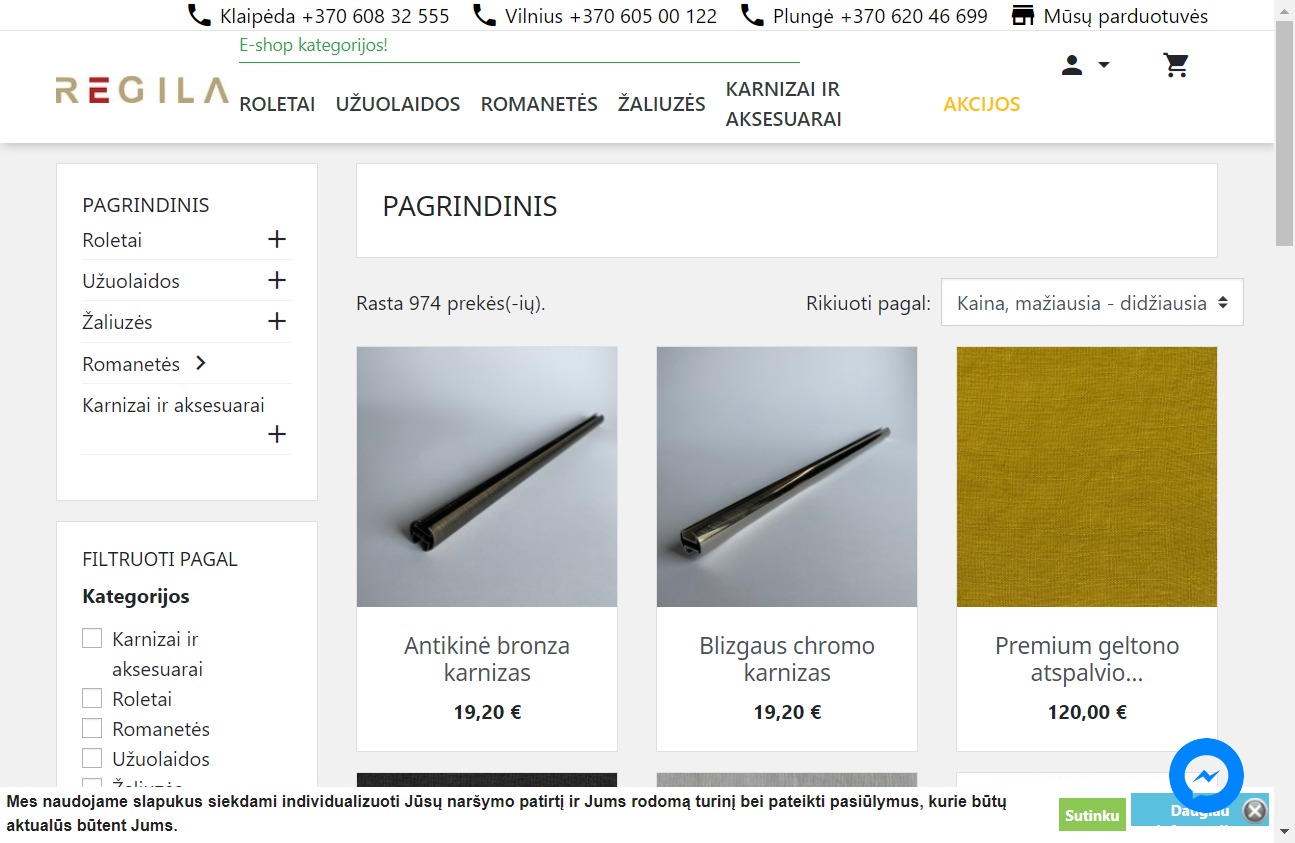 Klaipėda +370 608 32 555 Vilnius +370 605 00 122 Plungė +370 620 46 699 Mūsų parduotuvės
E-shop kategorijos!
REGILA
ROLETAI UŽUOLAIDOS ROMANETĖS ŽALIUZĖS KARNIZAI IR AKSESUARAI AKCIJOS
PAGRINDINIS
Roletai
Užuolaidos
Žaliuzės
Romanetės
Karnizai ir aksesuarai
FILTRUOTI PAGAL
Kategorijos
Karnizai ir
aksesuarai
Roletai
Romanetės
Užuolaidos
Žaliuzės
PAGRINDINIS
Rasta 974 prekės(-ių). Rikiuoti pagal: Kaina, mažiausia - didžiausia
Antikinė bronza
karnizas
19,20 €
Blizgaus chromo
karnizas
19,20 €
Premium geltono
atspalvio...
120,00 €
Mes naudojame slapukus siekdami individualizuoti Jūsų naršymo patirtį ir Jums rodomą turinį bei pateikti pasiūlymus, kurie būtų
aktualūs būtent Jums.
Sutinku
Daugiau